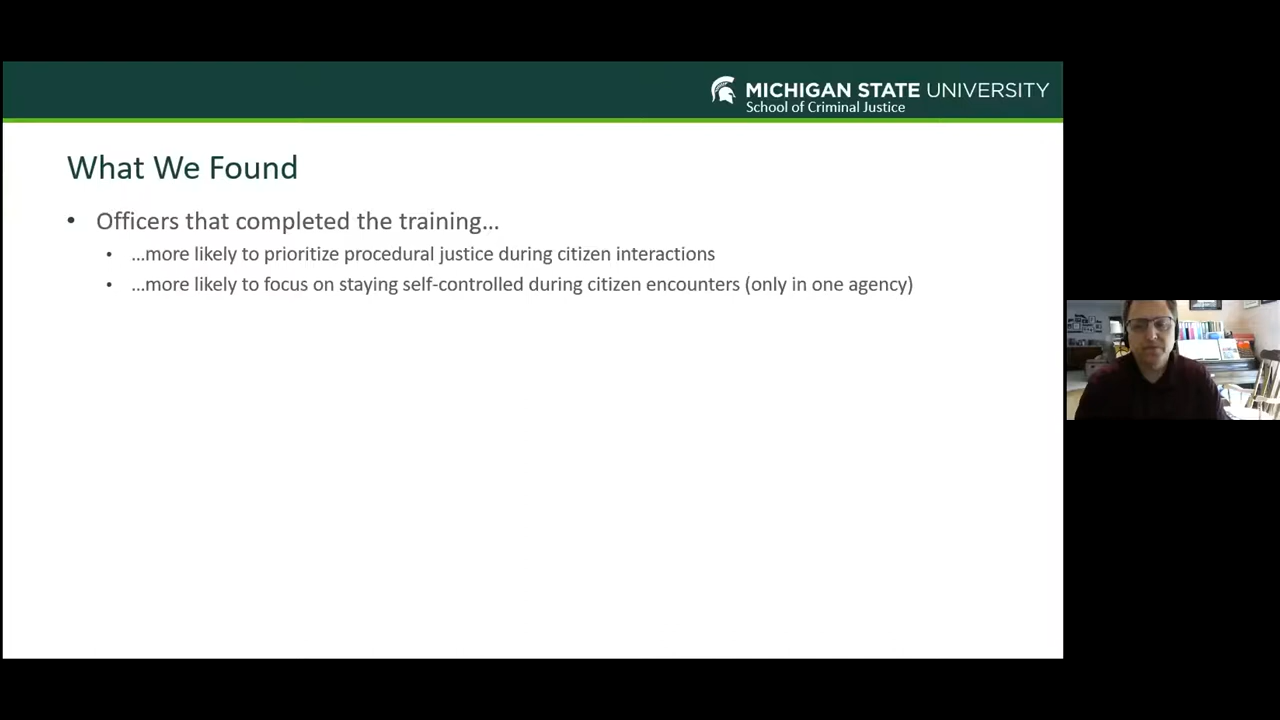 MICHIGAN STATE UNIVERSITY
School of Criminal Justice
What We Found
• Officers that completed the training…
• …more likely to prioritize procedural justice during citizen interactions
• …more likely to focus on staying self-controlled during citizen encounters (only in one agency)